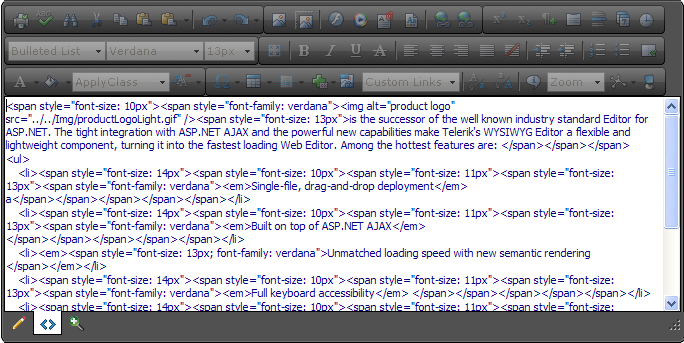 ABC
Bulleted List Verdana 13px B I U A
A ApplyClass Custom Links Zoom
<span style="font-size: 10px"><span style="font-family: verdana"><img alt="product logo"
src="../../Img/productLogoLight.gif" /><span style="font-size: 13px">is the successor of the well known industry standard Editor for
ASP.NET. The tight integration with ASP.NET AJAX and the powerful new capabilities make Telerik's WYSIWYG Editor a flexible and
lightweight component, turning it into the fastest loading Web Editor. Among the hottest features are: </span></span></span>
<ul>
<li><span style="font-size: 14px"><span style="font-size: 10px"><span style="font-size: 11px"><span style="font-size:
13px"><span style="font-family: verdana"><em>Single-file, drag-and-drop deployment</em>
a</span></span></span></span></span></li>
<li><span style="font-size: 14px"><span style="font-size: 10px"><span style="font-size: 11px"><span style="font-size:
13px"><span style="font-family: verdana"><em>Built on top of ASP.NET AJAX</em>
</span></span></span></span></span></li>
<li><em><span style="font-size: 13px; font-family: verdana">Unmatched loading speed with new semantic rendering
</span></em></li>
<li><span style="font-size: 14px"><span style="font-size: 10px"><span style="font-size: 11px"><span style="font-size:
13px"><span style="font-family: verdana"><em>Full keyboard accessibility</em> </span></span></span></span></span></li>
<li><span style="font-size: 14px"><span style="font-size: 10px"><span style="font-size: 11px"><span style="font-size: